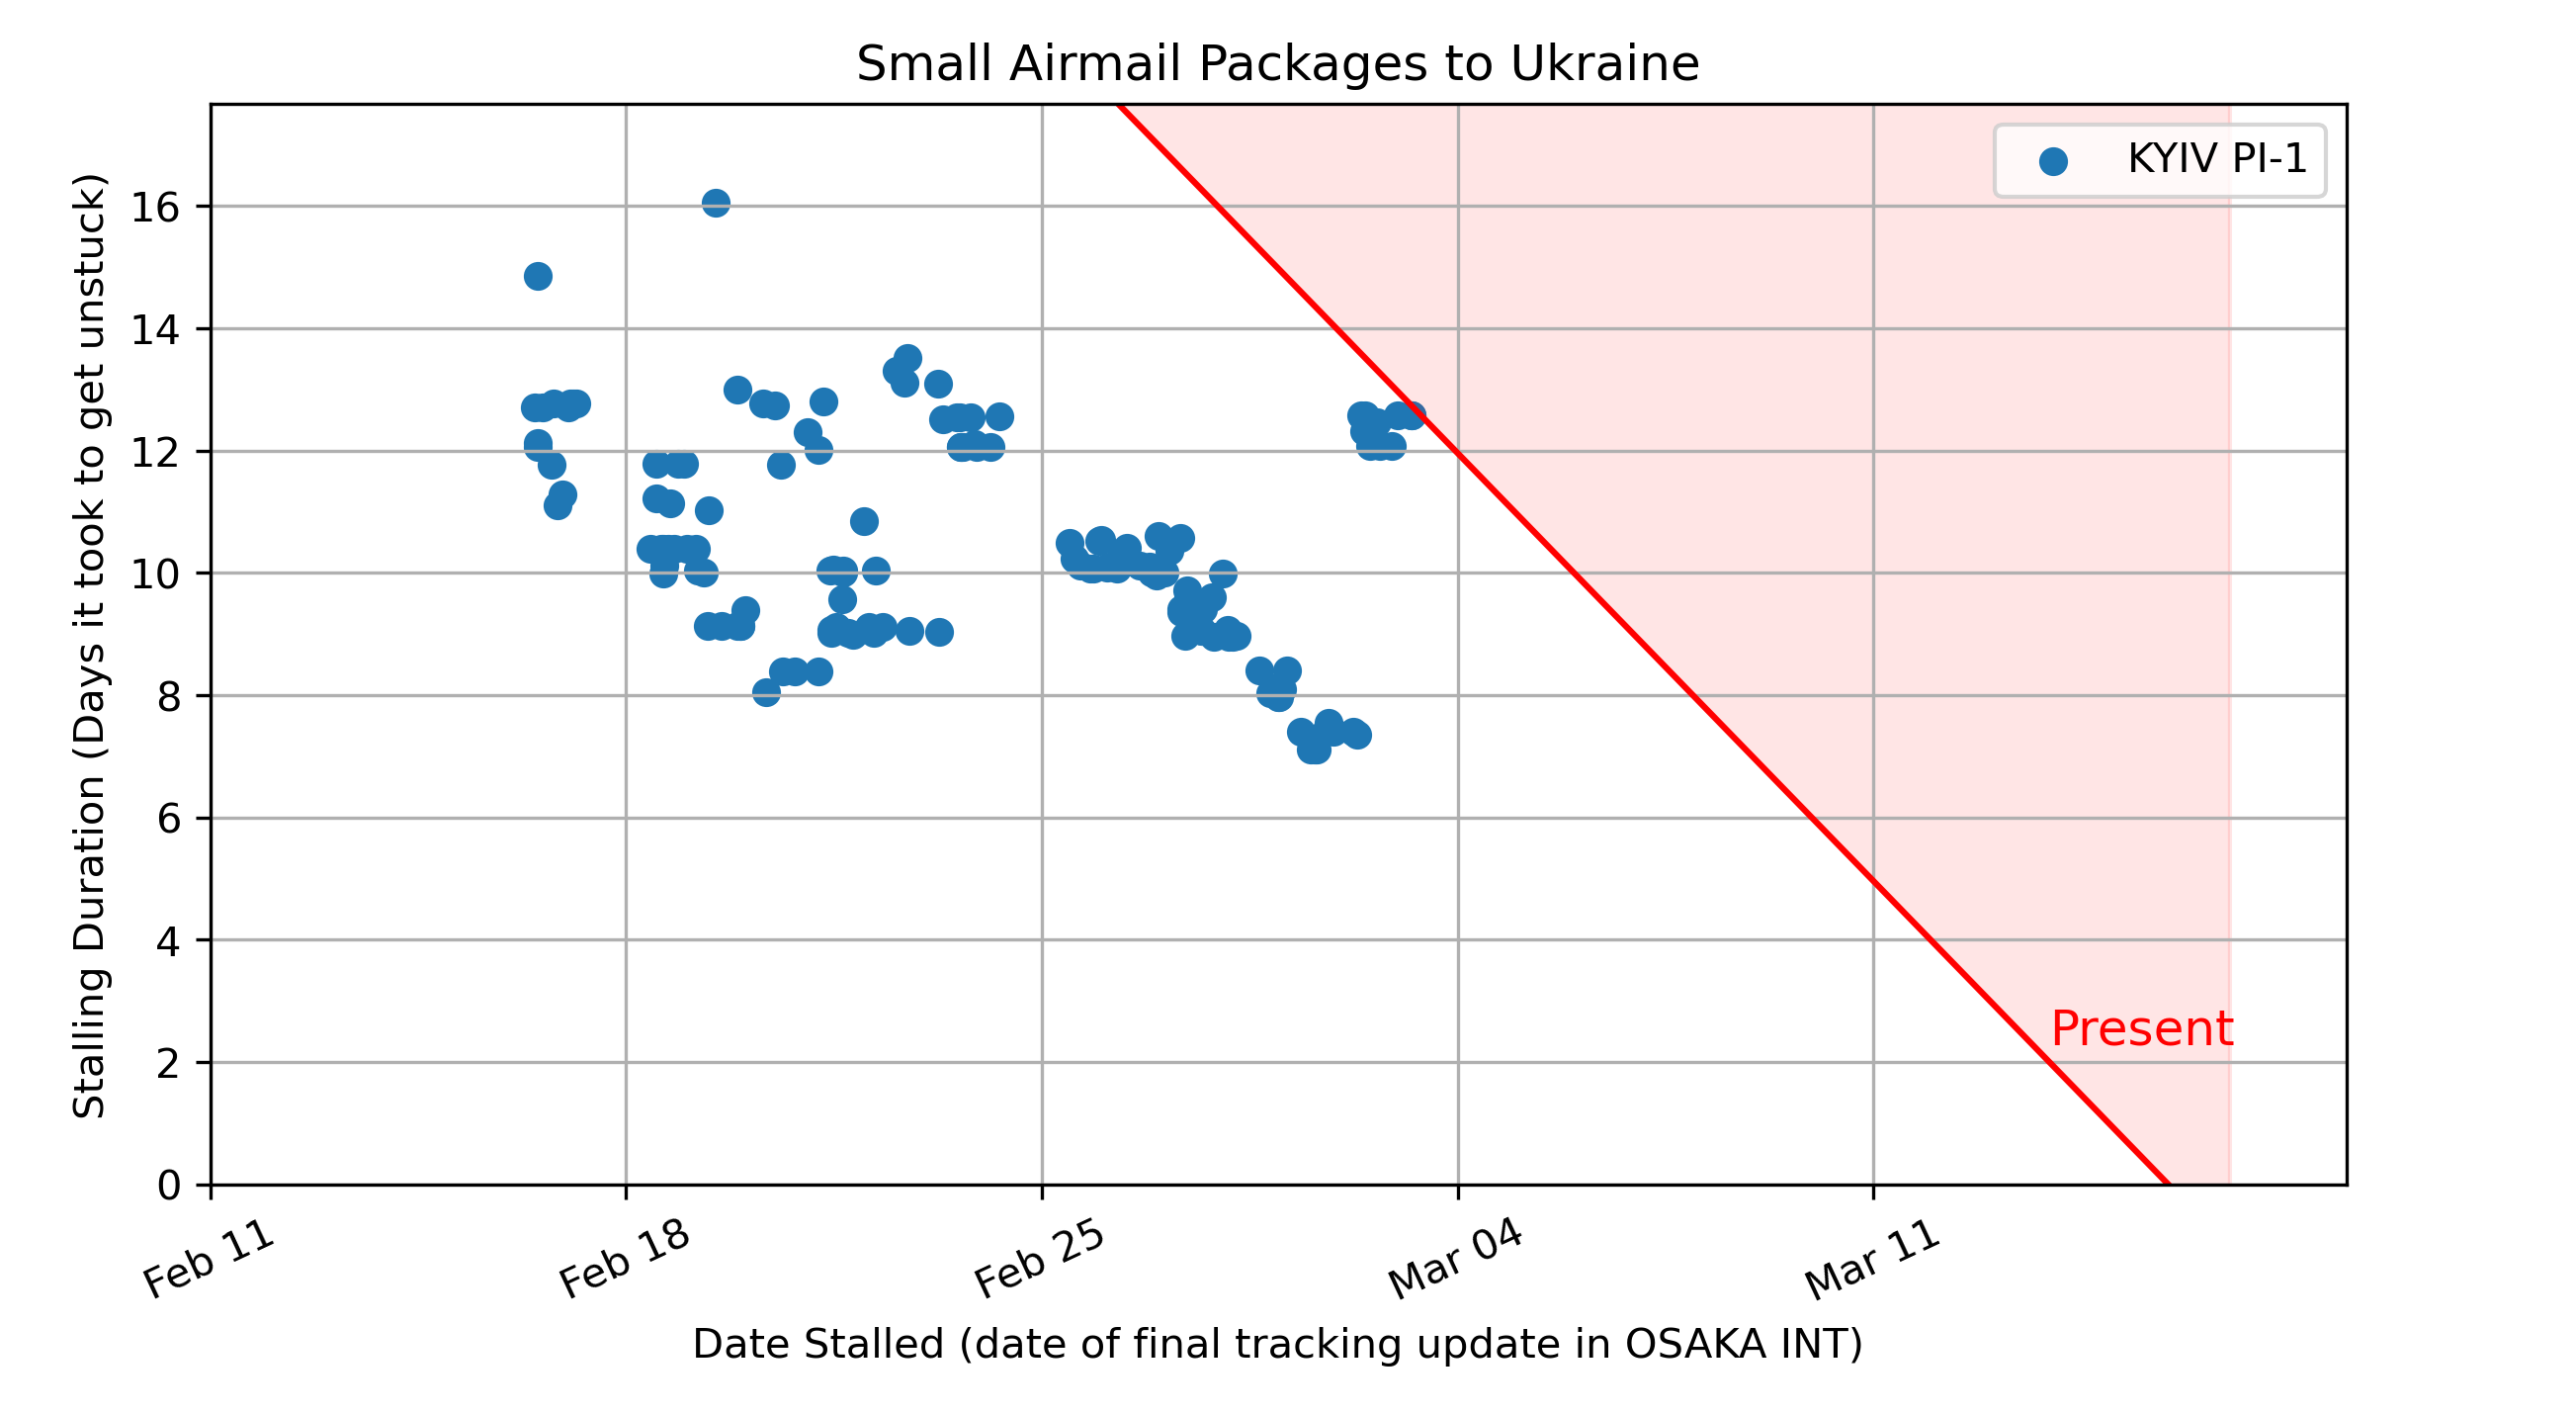 Small Airmail Packages to Ukraine
KYIV PI-1
Stalling Duration (Days it took to get unstuck)
16
14
12
10
8
6
4
2
0
Present
Feb 11
Feb 18
Feb 25
Mar 04
Mar 11
Date Stalled (date of final tracking update in OSAKA INT)